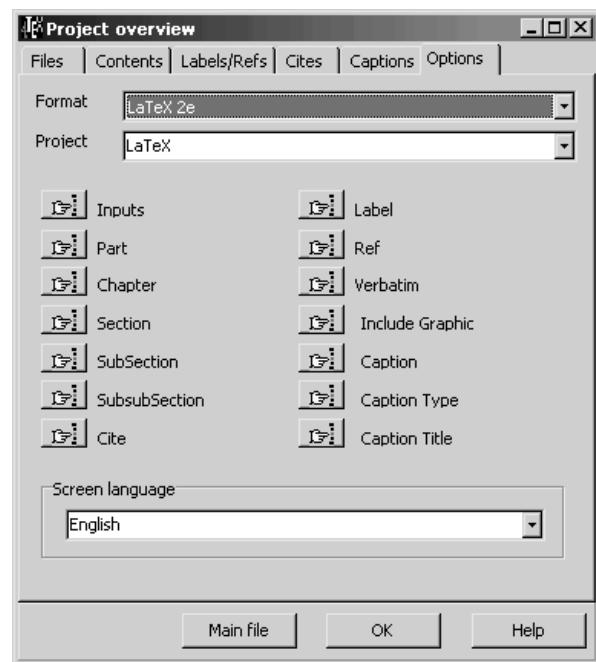 Project overview
Files Contents Labels/Refs Cites Captions Options
Format LaTeX 2e
Project LaTeX
Inputs Label
Part Ref
Chapter Verbatim
Section Include Graphic
SubSection Caption
SubsubSection Caption Type
Cite Caption Title
Screen language
English
Main file OK Help